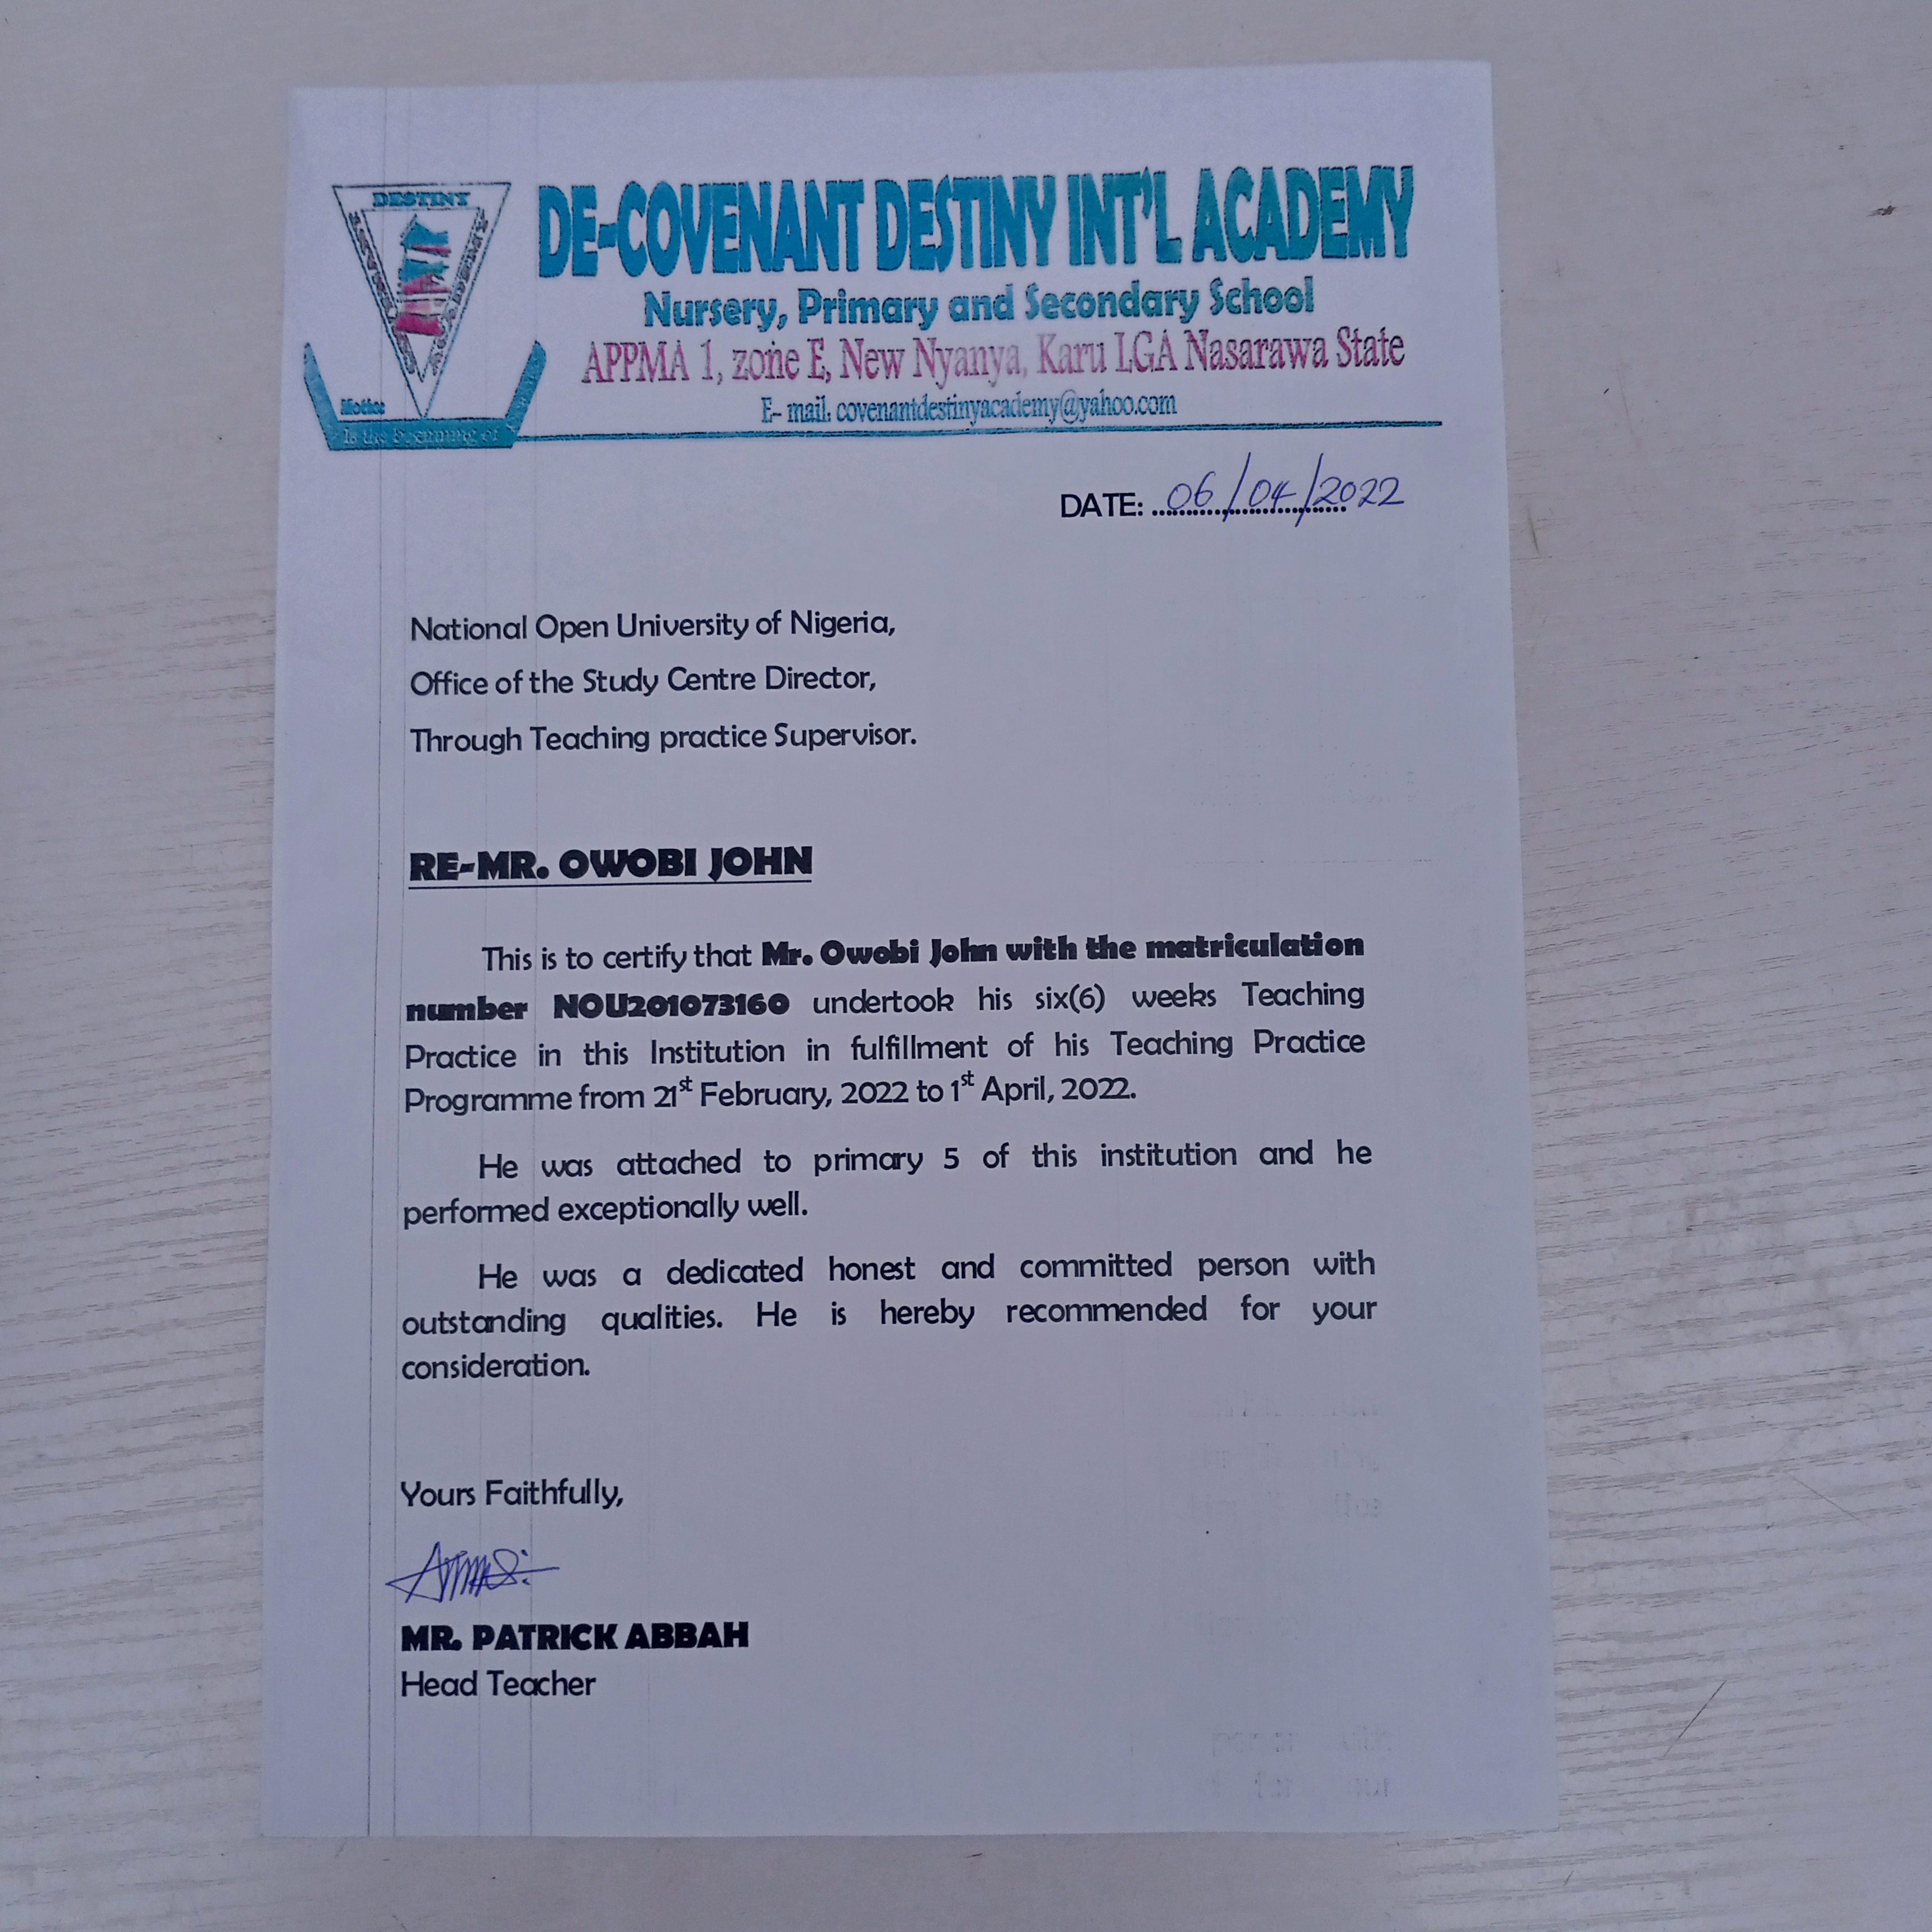 DESTINY
DE-COVENANT DESTINY INT'L ACADEMY
Nursery, Primary and Secondary School
APPMA 1, zone E, New Nyanya, Karu LGA Nasarawa State
E- mail. covenantdestinyacademy@yahoo.com
Motto:
is the Beginning of
DATE: 06/04/2022
National Open University of Nigeria,
Office of the Study Centre Director,
Through Teaching practice Supervisor.
RE-MR. OWOBI JOHN
This is to certify that Mr. Owobi John with the matriculation
number NOU201073160 undertook his six(6) weeks Teaching
Practice in this Institution in fulfillment of his Teaching Practice
Programme from 21st February, 2022 to 1st April, 2022.
He was attached to primary 5 of this institution and he
performed exceptionally well.
He was a dedicated honest and committed person with
outstanding qualities. He is hereby recommended for your
consideration.
Yours Faithfully,
MR. PATRICK ABBAH
Head Teacher